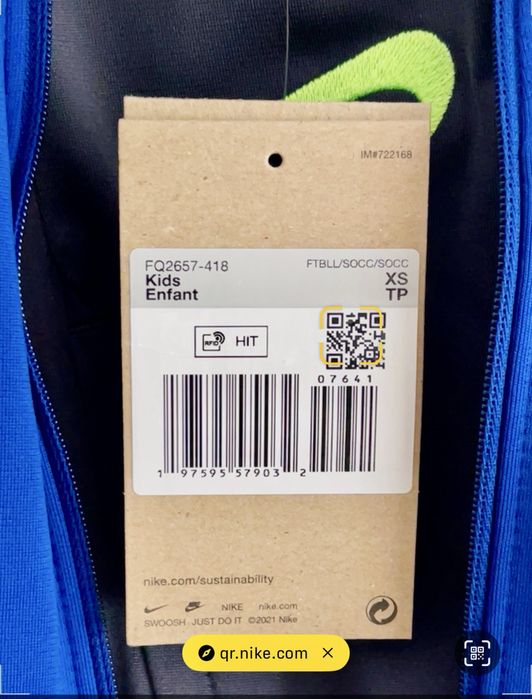 IM#722168
FQ2657-418 FTBLL/SOCC/SOCC
Kids XS
Enfant TP
RFID HIT
07641
1 97595 57903 2
nike.com/sustainability
NIKE nike.com
SWOOSH JUST DO IT ©2021 Nike
qr.nike.com ×